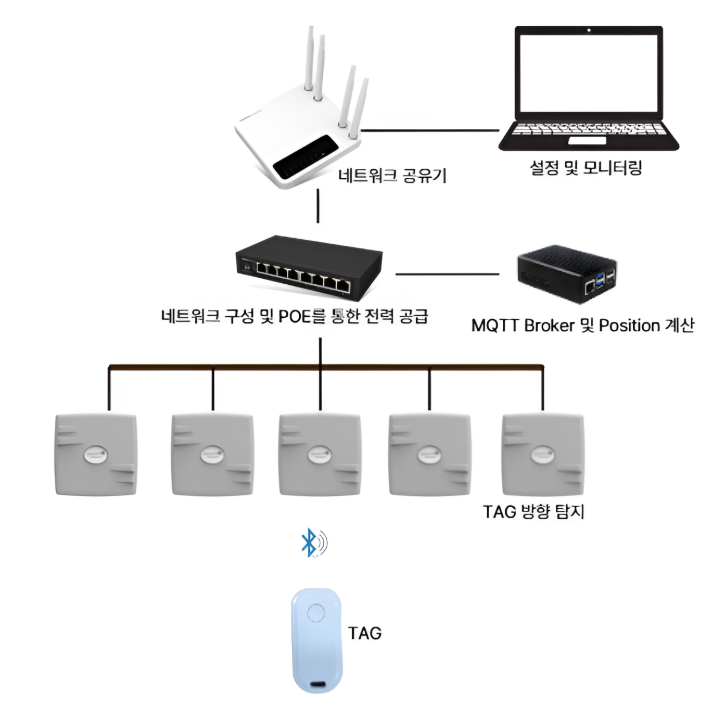 네트워크 공유기
설정 및 모니터링
네트워크 구성 및 POE를 통한 전력 공급
MQTT Broker 및 Position 계산
TAG 방향 탐지
TAG